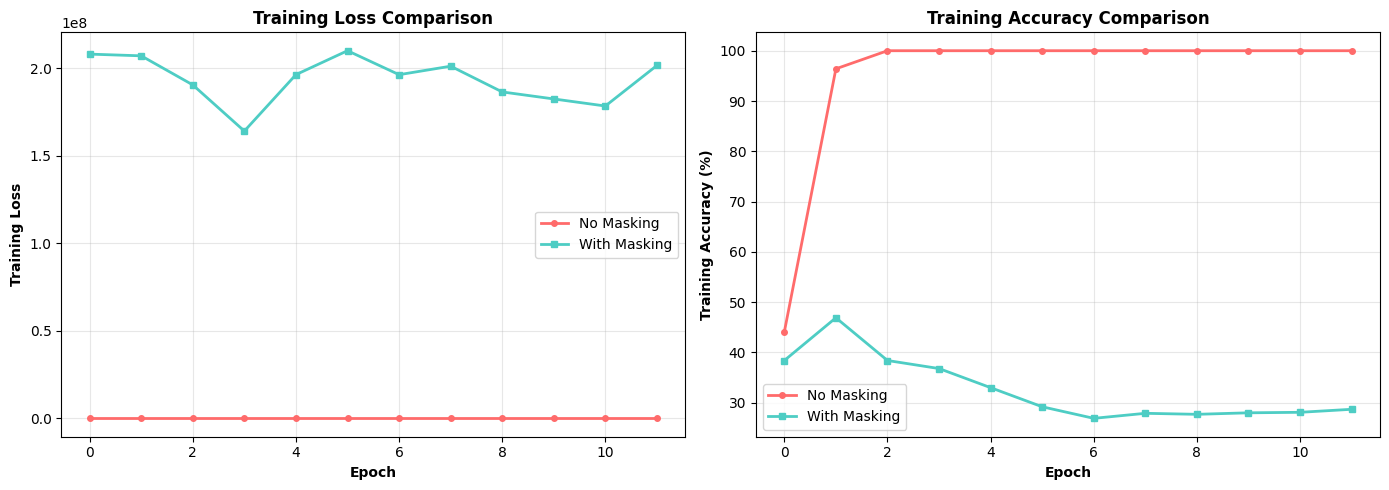 Training Loss Comparison
1e8
2.0
1.5
1.0
0.5
0.0
Training Loss
No Masking
With Masking
0 2 4 6 8 10
Epoch
Training Accuracy Comparison
100
90
80
70
60
50
40
30
Training Accuracy (%)
No Masking
With Masking
0 2 4 6 8 10
Epoch